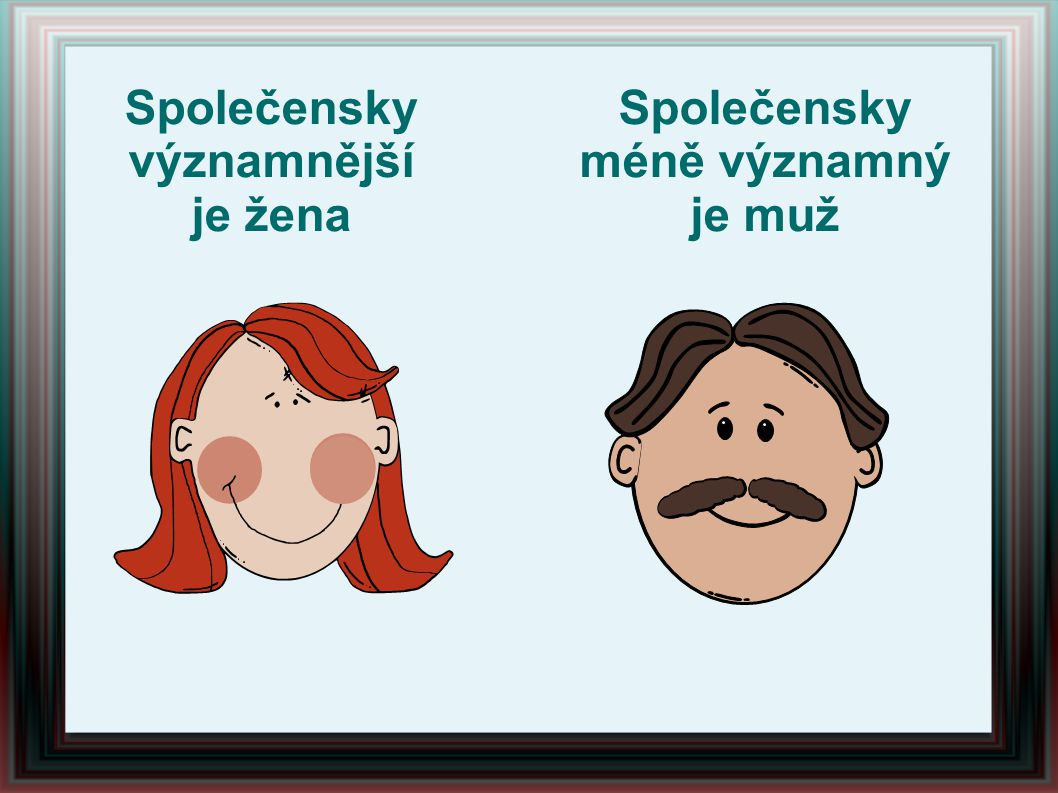 Společensky
významnější
je žena
Společensky
méně významný
je muž